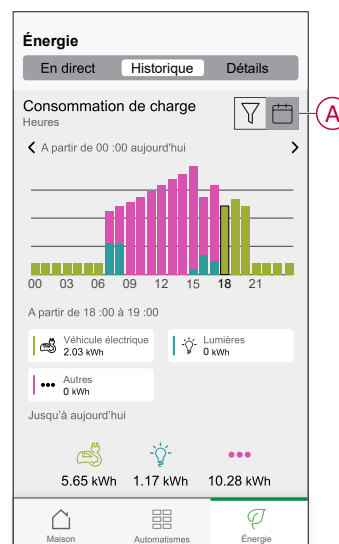 Énergie
En direct Historique Détails
Consommation de charge
Heures
A
A partir de 00 :00 aujourd'hui
00 03 06 09 12 15 18 21
A partir de 18 :00 à 19 :00
Véhicule électrique
2.03 kWh
Lumières
0 kWh
Autres
0 kWh
Jusqu'à aujourd'hui
5.65 kWh 1.17 kWh 10.28 kWh
Maison Automatismes Énergie